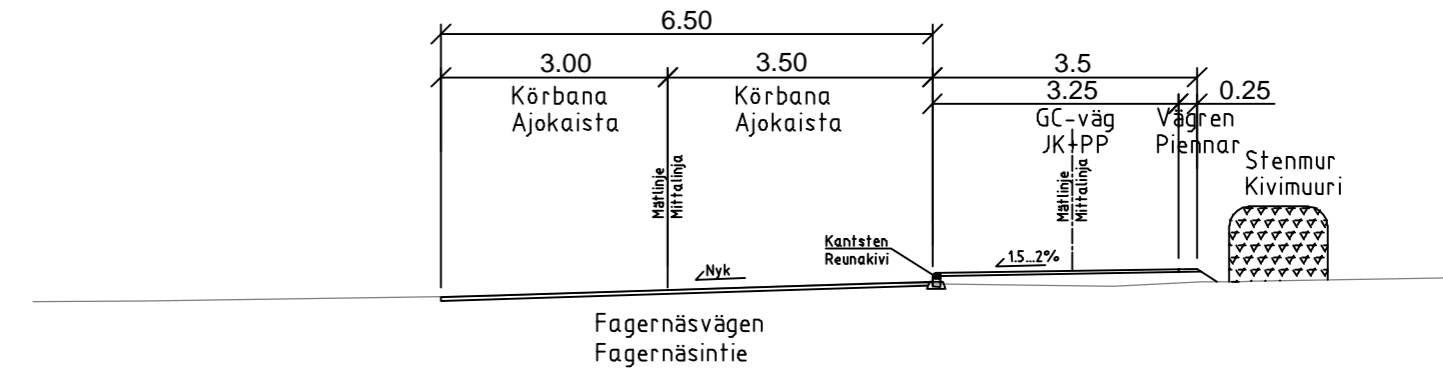 6.50
3.00
3.50
3.5
3.25
0.25
Körbana
Ajokaista
Körbana
Ajokaista
GC-väg
JK+PP
Vägren
Piennar
Stenmur
Kivimuuri
Mätlinje
Mittalinja
Mätlinje
Mittalinja
Kantsten
Reunakivi
Nyk
1.5...2%
Fagernäsvägen
Fagernäsintie